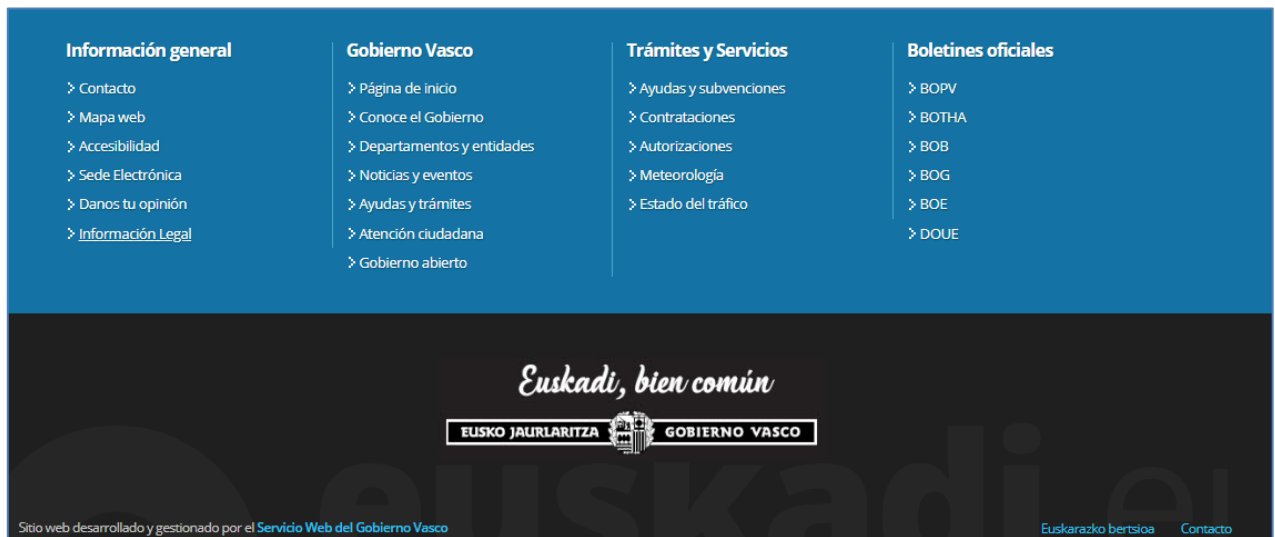 Información general
Contacto
Mapa web
Accesibilidad
Sede Electrónica
Danos tu opinión
Información Legal
Gobierno Vasco
Página de inicio
Conoce el Gobierno
Departamentos y entidades
Noticias y eventos
Ayudas y trámites
Atención ciudadana
Gobierno abierto
Trámites y Servicios
Ayudas y subvenciones
Contrataciones
Autorizaciones
Meteorología
Estado del tráfico
Boletines oficiales
BOPV
BOTHA
BOB
BOG
BOE
DOUE
Euskadi, bien común
EUSKO JAURLARITZA GOBIERNO VASCO
euskadi.eu
Sitio web desarrollado y gestionado por el Servicio Web del Gobierno Vasco
Euskarazko bertsioa Contacto